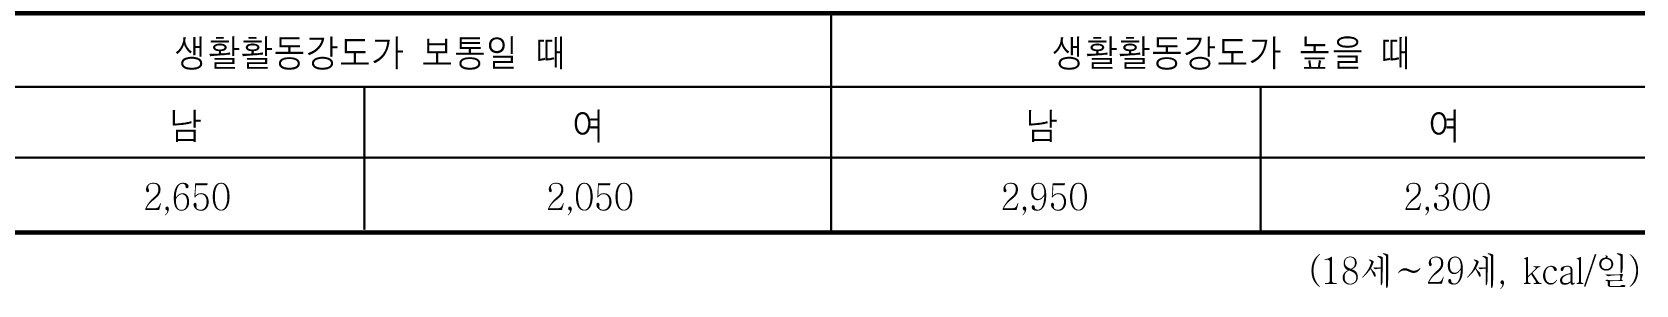 생활활동강도가 보통일 때 생활활동강도가 높을 때
남 여 남 여
2,650 2,050 2,950 2,300
(18세~29세, kcal/일)